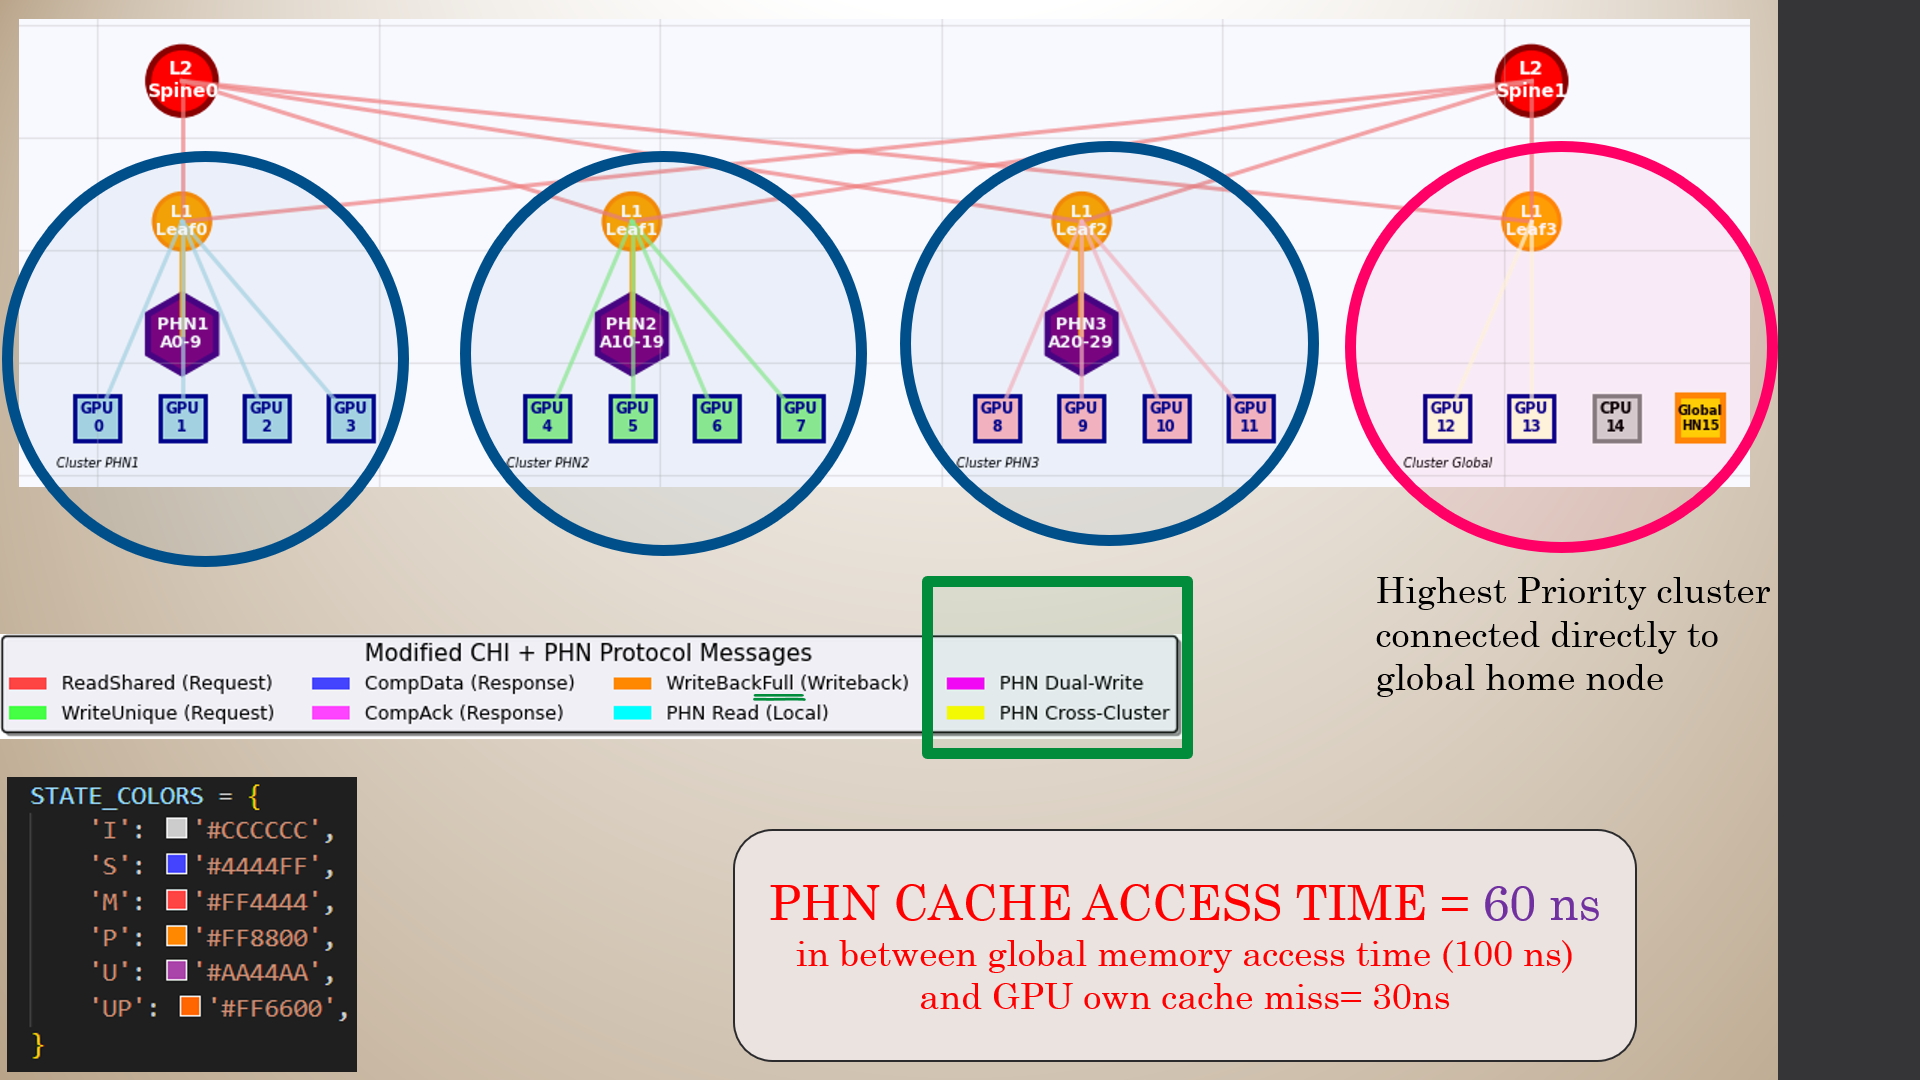 L2
Spine0
L2
Spine1
L1
Leaf0
L1
Leaf1
L1
Leaf2
L1
Leaf3
PHN1
A0-9
PHN2
A10-19
PHN3
A20-29
GPU
0
GPU
1
GPU
2
GPU
3
GPU
4
GPU
5
GPU
6
GPU
7
GPU
8
GPU
9
GPU
10
GPU
11
GPU
12
GPU
13
CPU
14
Global
HN15
Cluster PHN1
Cluster PHN2
Cluster PHN3
Cluster Global
Highest Priority cluster
connected directly to
global home node
Modified CHI + PHN Protocol Messages
ReadShared (Request)
WriteUnique (Request)
CompData (Response)
CompAck (Response)
WriteBackFull (Writeback)
PHN Read (Local)
PHN Dual-Write
PHN Cross-Cluster
STATE_COLORS = {
'I': '#CCCCCC',
'S': '#4444FF',
'M': '#FF4444',
'P': '#FF8800',
'U': '#AA44AA',
'UP': '#FF6600',
}
PHN CACHE ACCESS TIME = 60 ns
in between global memory access time (100 ns)
and GPU own cache miss= 30ns